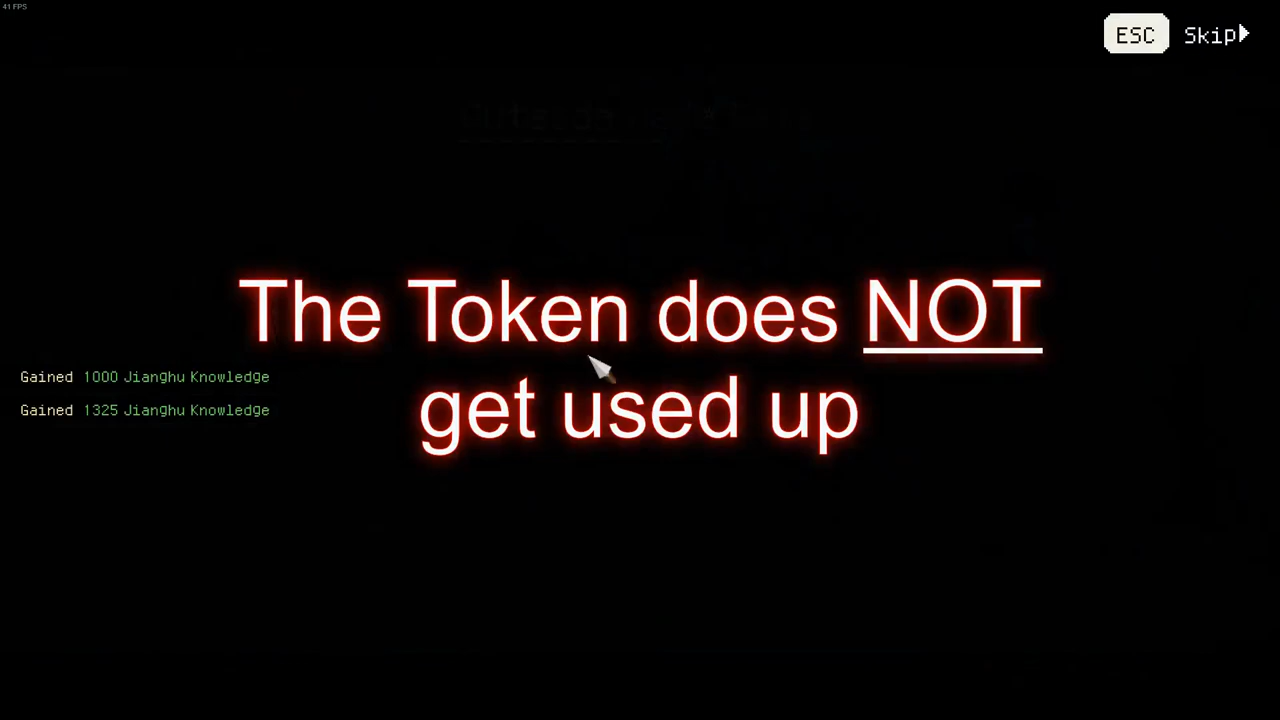 41 FPS
ESC Skip
The Token does NOT
get used up
Gained 1000 Jianghu Knowledge
Gained 1325 Jianghu Knowledge